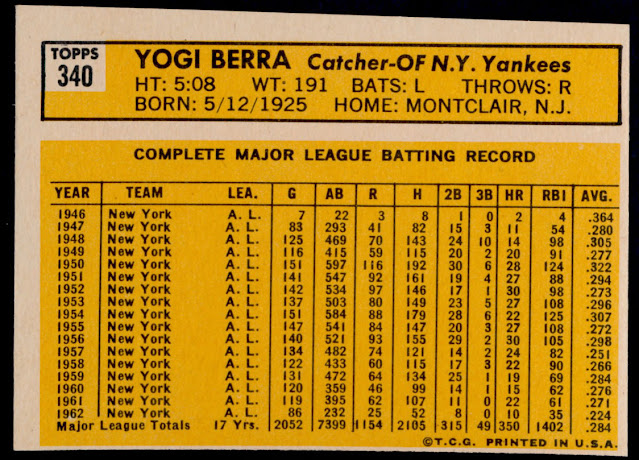 TOPPS
340
YOGI BERRA Catcher-OF N.Y. Yankees
HT: 5:08 WT: 191 BATS: L THROWS: R
BORN: 5/12/1925 HOME: MONTCLAIR, N.J.
COMPLETE MAJOR LEAGUE BATTING RECORD
YEAR TEAM LEA. G AB R H 2B 3B HR RBI AVG.
1946 New York A. L. 7 22 3 8 1 0 2 4 .364
1947 New York A. L. 83 293 41 82 15 3 11 54 .280
1948 New York A. L. 125 469 70 143 24 10 14 98 .305
1949 New York A. L. 116 415 59 115 20 2 20 91 .277
1950 New York A. L. 151 597 116 192 30 6 28 124 .322
1951 New York A. L. 141 547 92 161 19 4 27 88 .294
1952 New York A. L. 142 534 97 146 17 1 30 98 .273
1953 New York A. L. 137 503 80 149 23 5 27 108 .296
1954 New York A. L. 151 584 88 179 28 6 22 125 .307
1955 New York A. L. 147 541 84 147 20 3 27 108 .272
1956 New York A. L. 140 521 93 155 29 2 30 105 .298
1957 New York A. L. 134 482 74 121 14 2 24 82 .251
1958 New York A. L. 122 433 60 115 17 3 22 90 .266
1959 New York A. L. 131 472 64 134 25 1 19 69 .284
1960 New York A. L. 120 359 46 99 14 1 15 62 .276
1961 New York A. L. 119 395 62 107 11 0 22 61 .271
1962 New York A. L. 86 232 25 52 8 0 10 35 .224
Major League Totals 17 Yrs. 2052 7399 1154 2105 315 49 350 1402 .284
©T.C.G. PRINTED IN U.S.A.